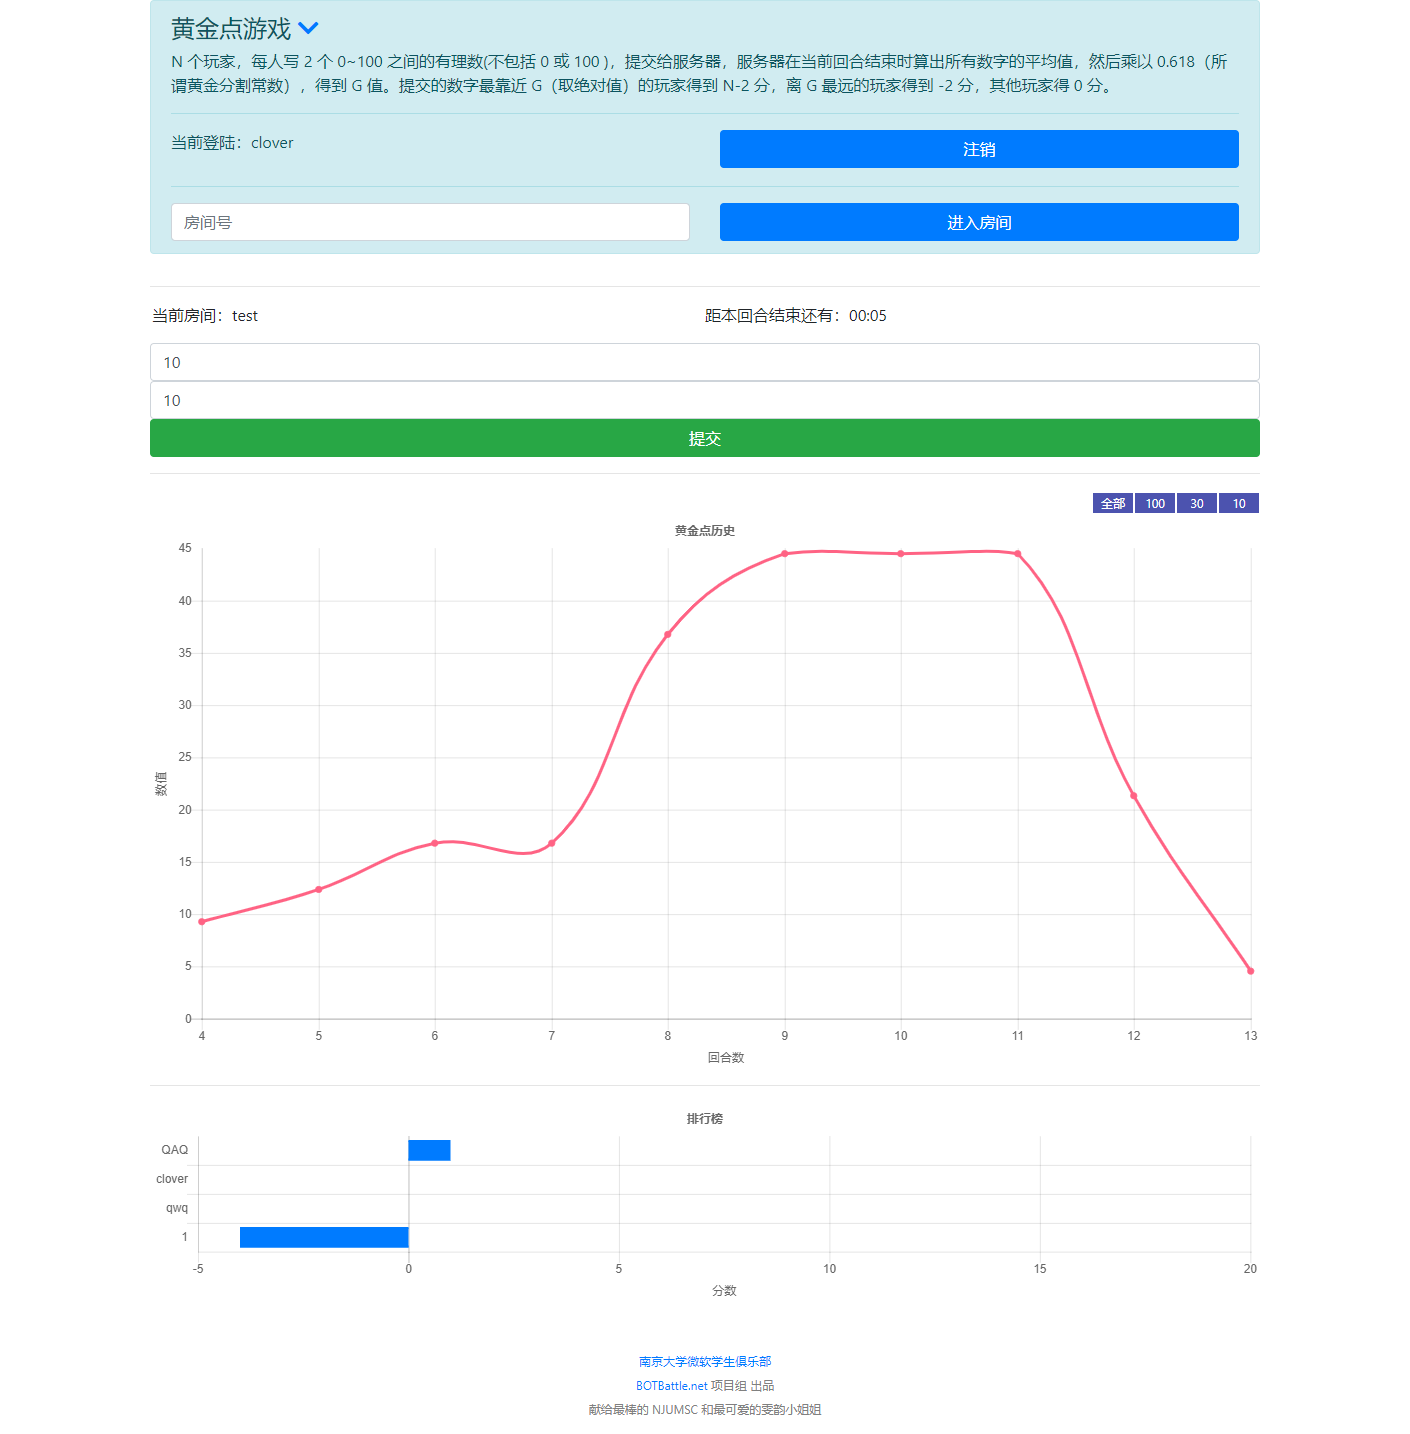 黄金点游戏
N 个玩家，每人写 2 个 0~100 之间的有理数(不包括 0 或 100 )，提交给服务器，服务器在当前回合结束时算出所有数字的平均值，然后乘以 0.618（所
谓黄金分割常数），得到 G 值。提交的数字最靠近 G（取绝对值）的玩家得到 N-2 分，离 G 最远的玩家得到 -2 分，其他玩家得 0 分。
当前登陆：clover
注销
房间号
进入房间
当前房间：test
距本回合结束还有：00:05
10
10
提交
全部 100 30 10
黄金点历史
45
40
35
30
25
20
15
10
5
0
数值
4 5 6 7 8 9 10 11 12 13
回合数
排行榜
QAQ
clover
qwq
1
-5 0 5 10 15 20
分数
南京大学微软学生俱乐部
BOTBattle.net 项目组 出品
献给最棒的 NJUMSC 和最可爱的雯韵小姐姐